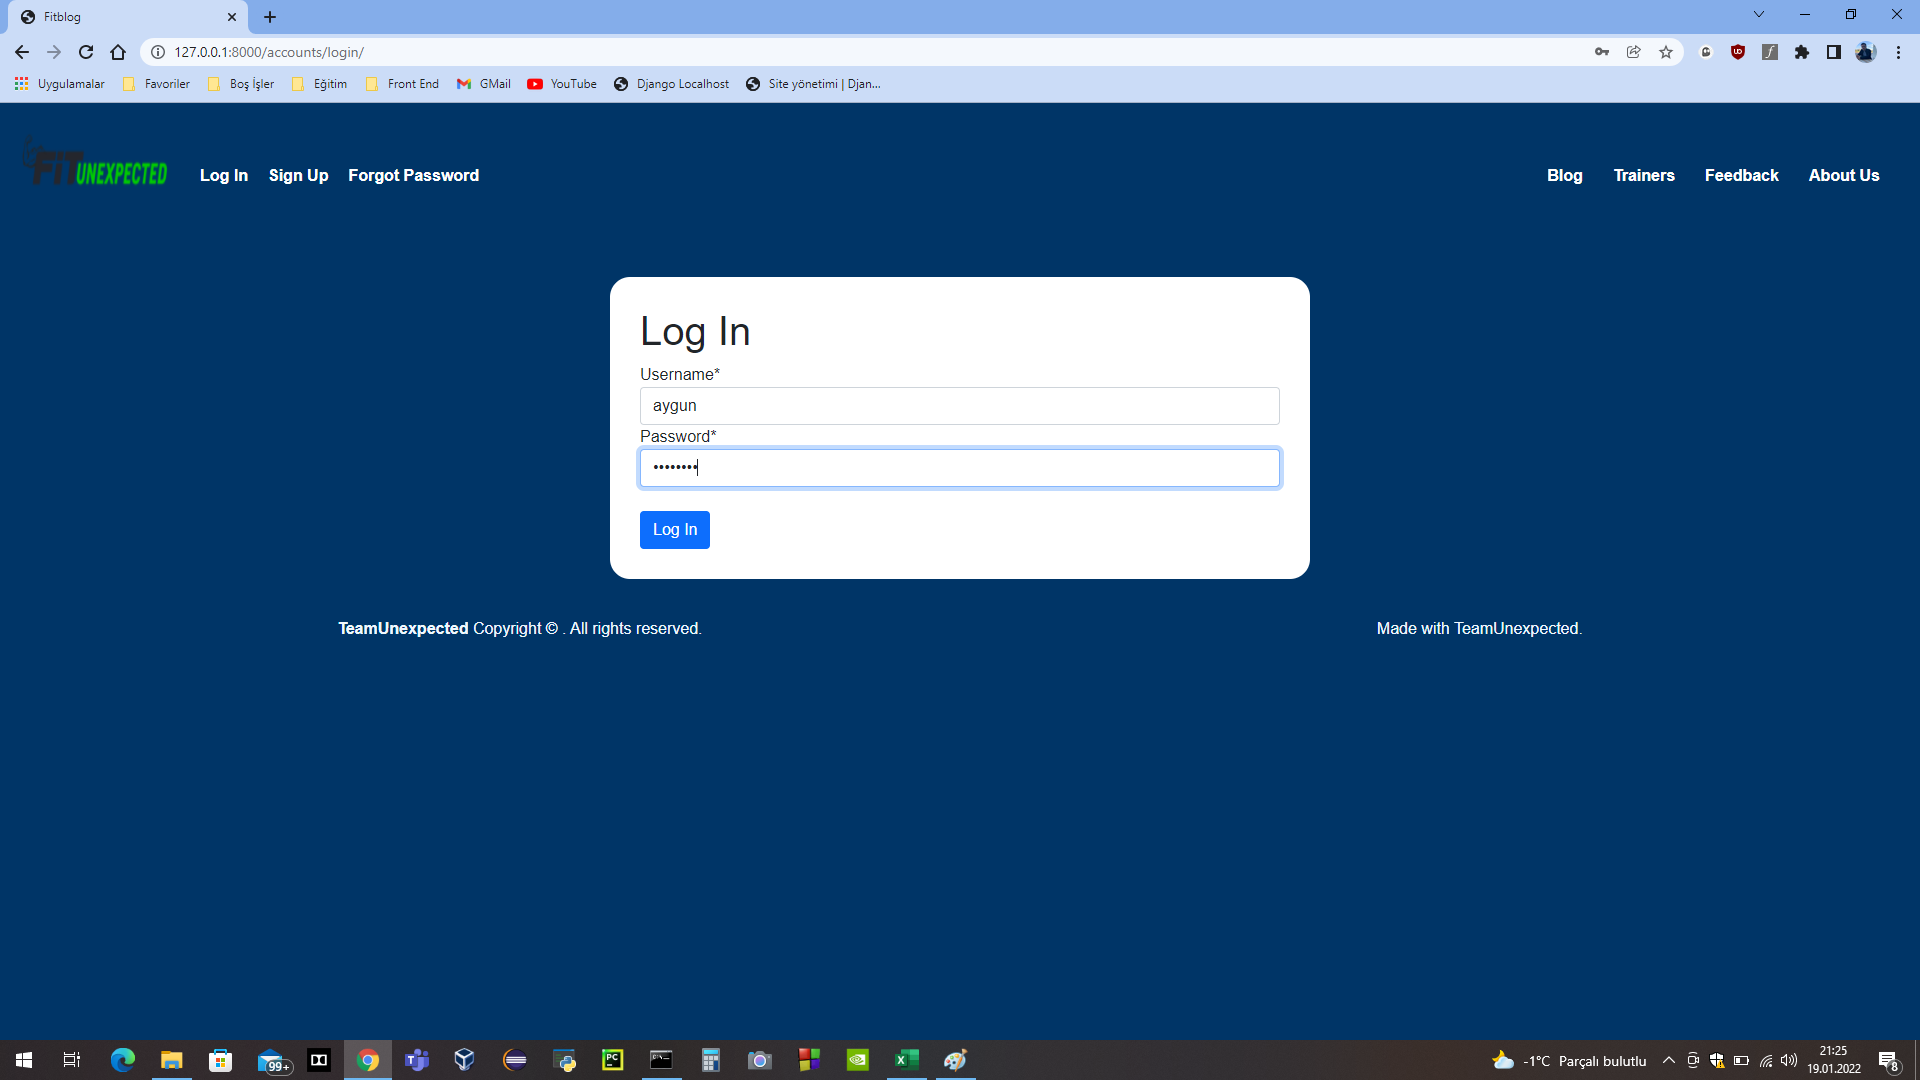 Fitblog
127.0.0.1:8000/accounts/login/
Uygulamalar Favoriler Boş İşler Eğitim Front End GMail YouTube Django Localhost Site yönetimi | Djan...
FİT UNEXPECTED
Log In Sign Up Forgot Password Blog Trainers Feedback About Us
Log In
Username*
aygun
Password*
••••••••
Log In
TeamUnexpected Copyright © . All rights reserved. Made with TeamUnexpected.
99+
-1°C Parçalı bulutlu
21:25
19.01.2022
8